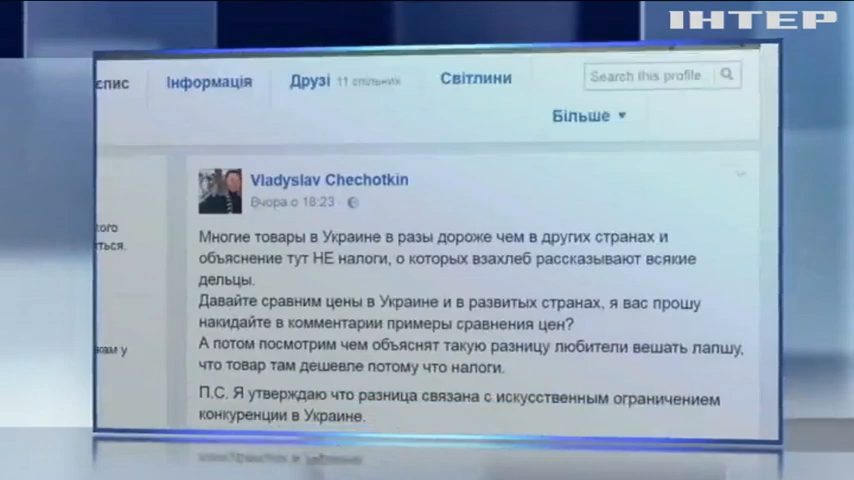 ІНТЕР
Інформація
Друзі 11 спільних
Світлини
Search this profile
Більше
Vladyslav Chechotkin
Вчора о 18:23
Многие товары в Украине в разы дороже чем в других странах и
объяснение тут НЕ налоги, о которых взахлеб рассказывают всякие
дельцы.
Давайте сравним цены в Украине и в развитых странах, я вас прошу
накидайте в комментарии примеры сравнения цен?
А потом посмотрим чем объяснят такую разницу любители вешать лапшу,
что товар там дешевле потому что налоги.
П.С. Я утверждаю что разница связана с искусственным ограничением
конкуренции в Украине.